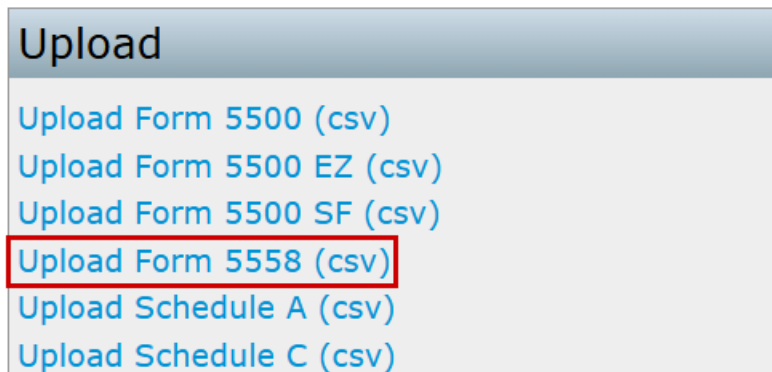 Upload
Upload Form 5500 (csv)
Upload Form 5500 EZ (csv)
Upload Form 5500 SF (csv)
Upload Form 5558 (csv)
Upload Schedule A (csv)
Upload Schedule C (csv)